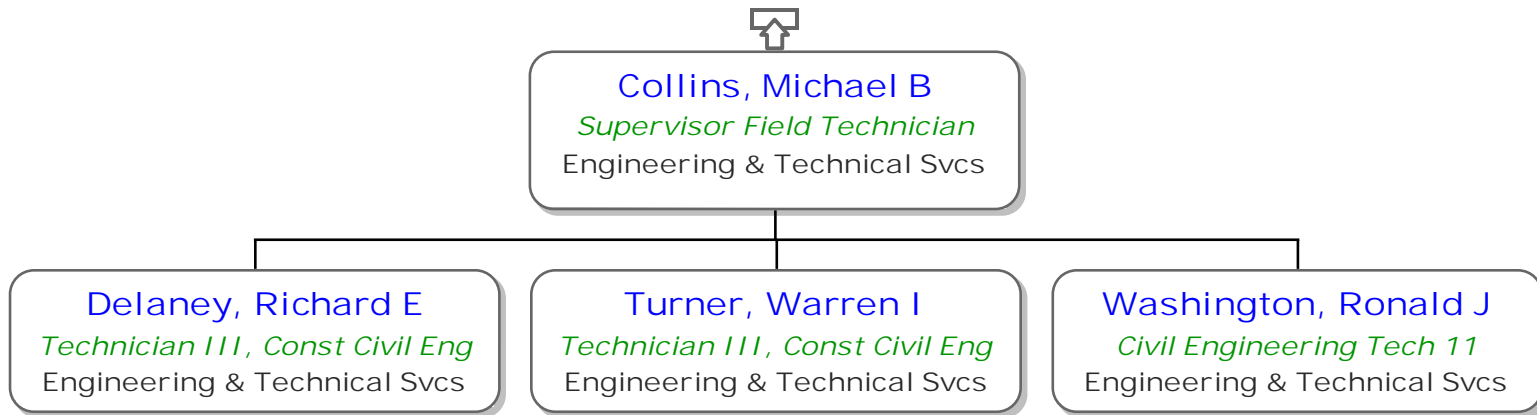 Collins, Michael B
Supervisor Field Technician
Engineering & Technical Svcs
Delaney, Richard E
Technician III, Const Civil Eng
Engineering & Technical Svcs
Turner, Warren I
Technician III, Const Civil Eng
Engineering & Technical Svcs
Washington, Ronald J
Civil Engineering Tech 11
Engineering & Technical Svcs